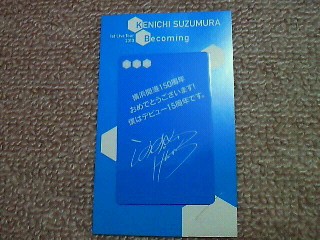 KENICHI SUZUMURA
1st Live Tour
2009
Becoming
横浜開港150周年
おめでとうございます!
僕はデビュー15周年です。